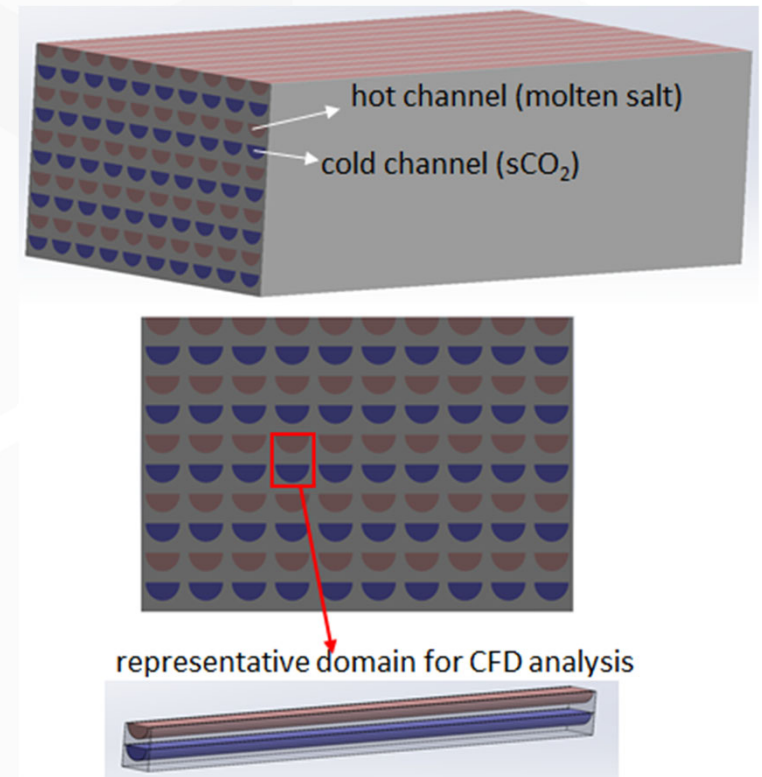 hot channel (molten salt)
cold channel (sCO₂)
representative domain for CFD analysis